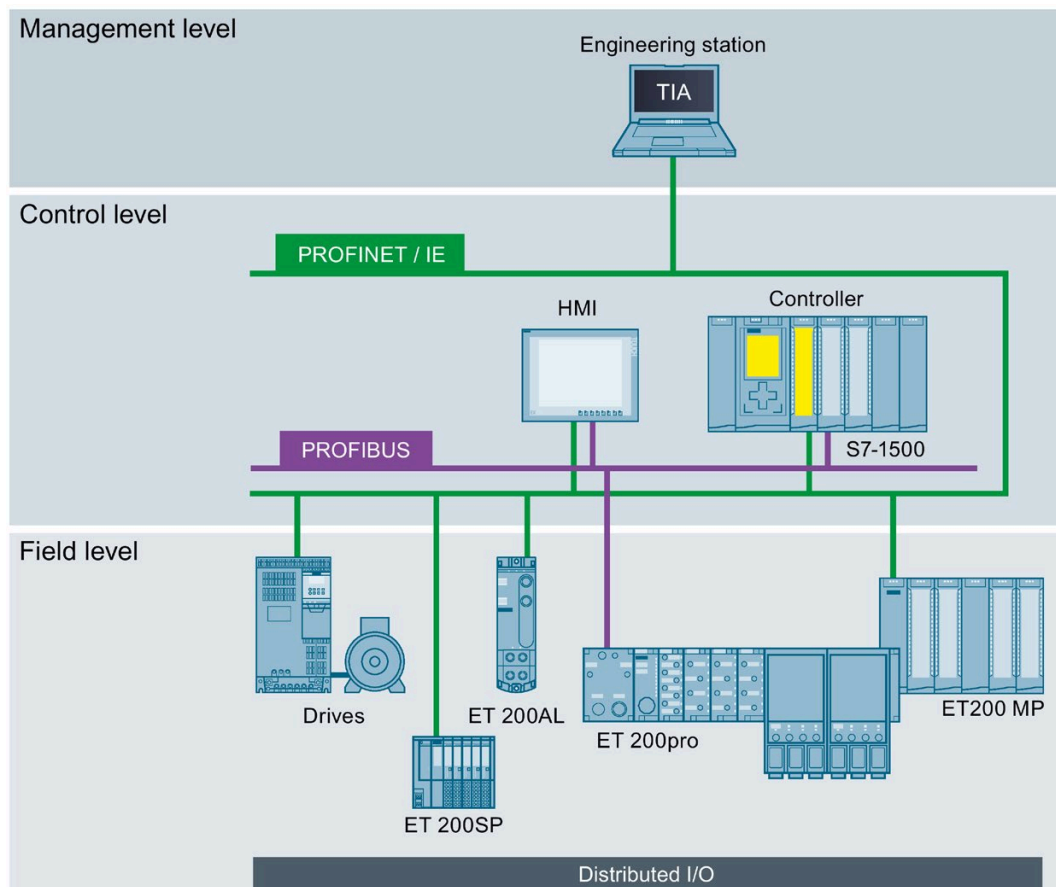 Management level
Engineering station
TIA
Control level
PROFINET / IE
HMI
Controller
PROFIBUS
S7-1500
Field level
Drives
ET 200AL
ET 200pro
ET200 MP
ET 200SP
Distributed I/O